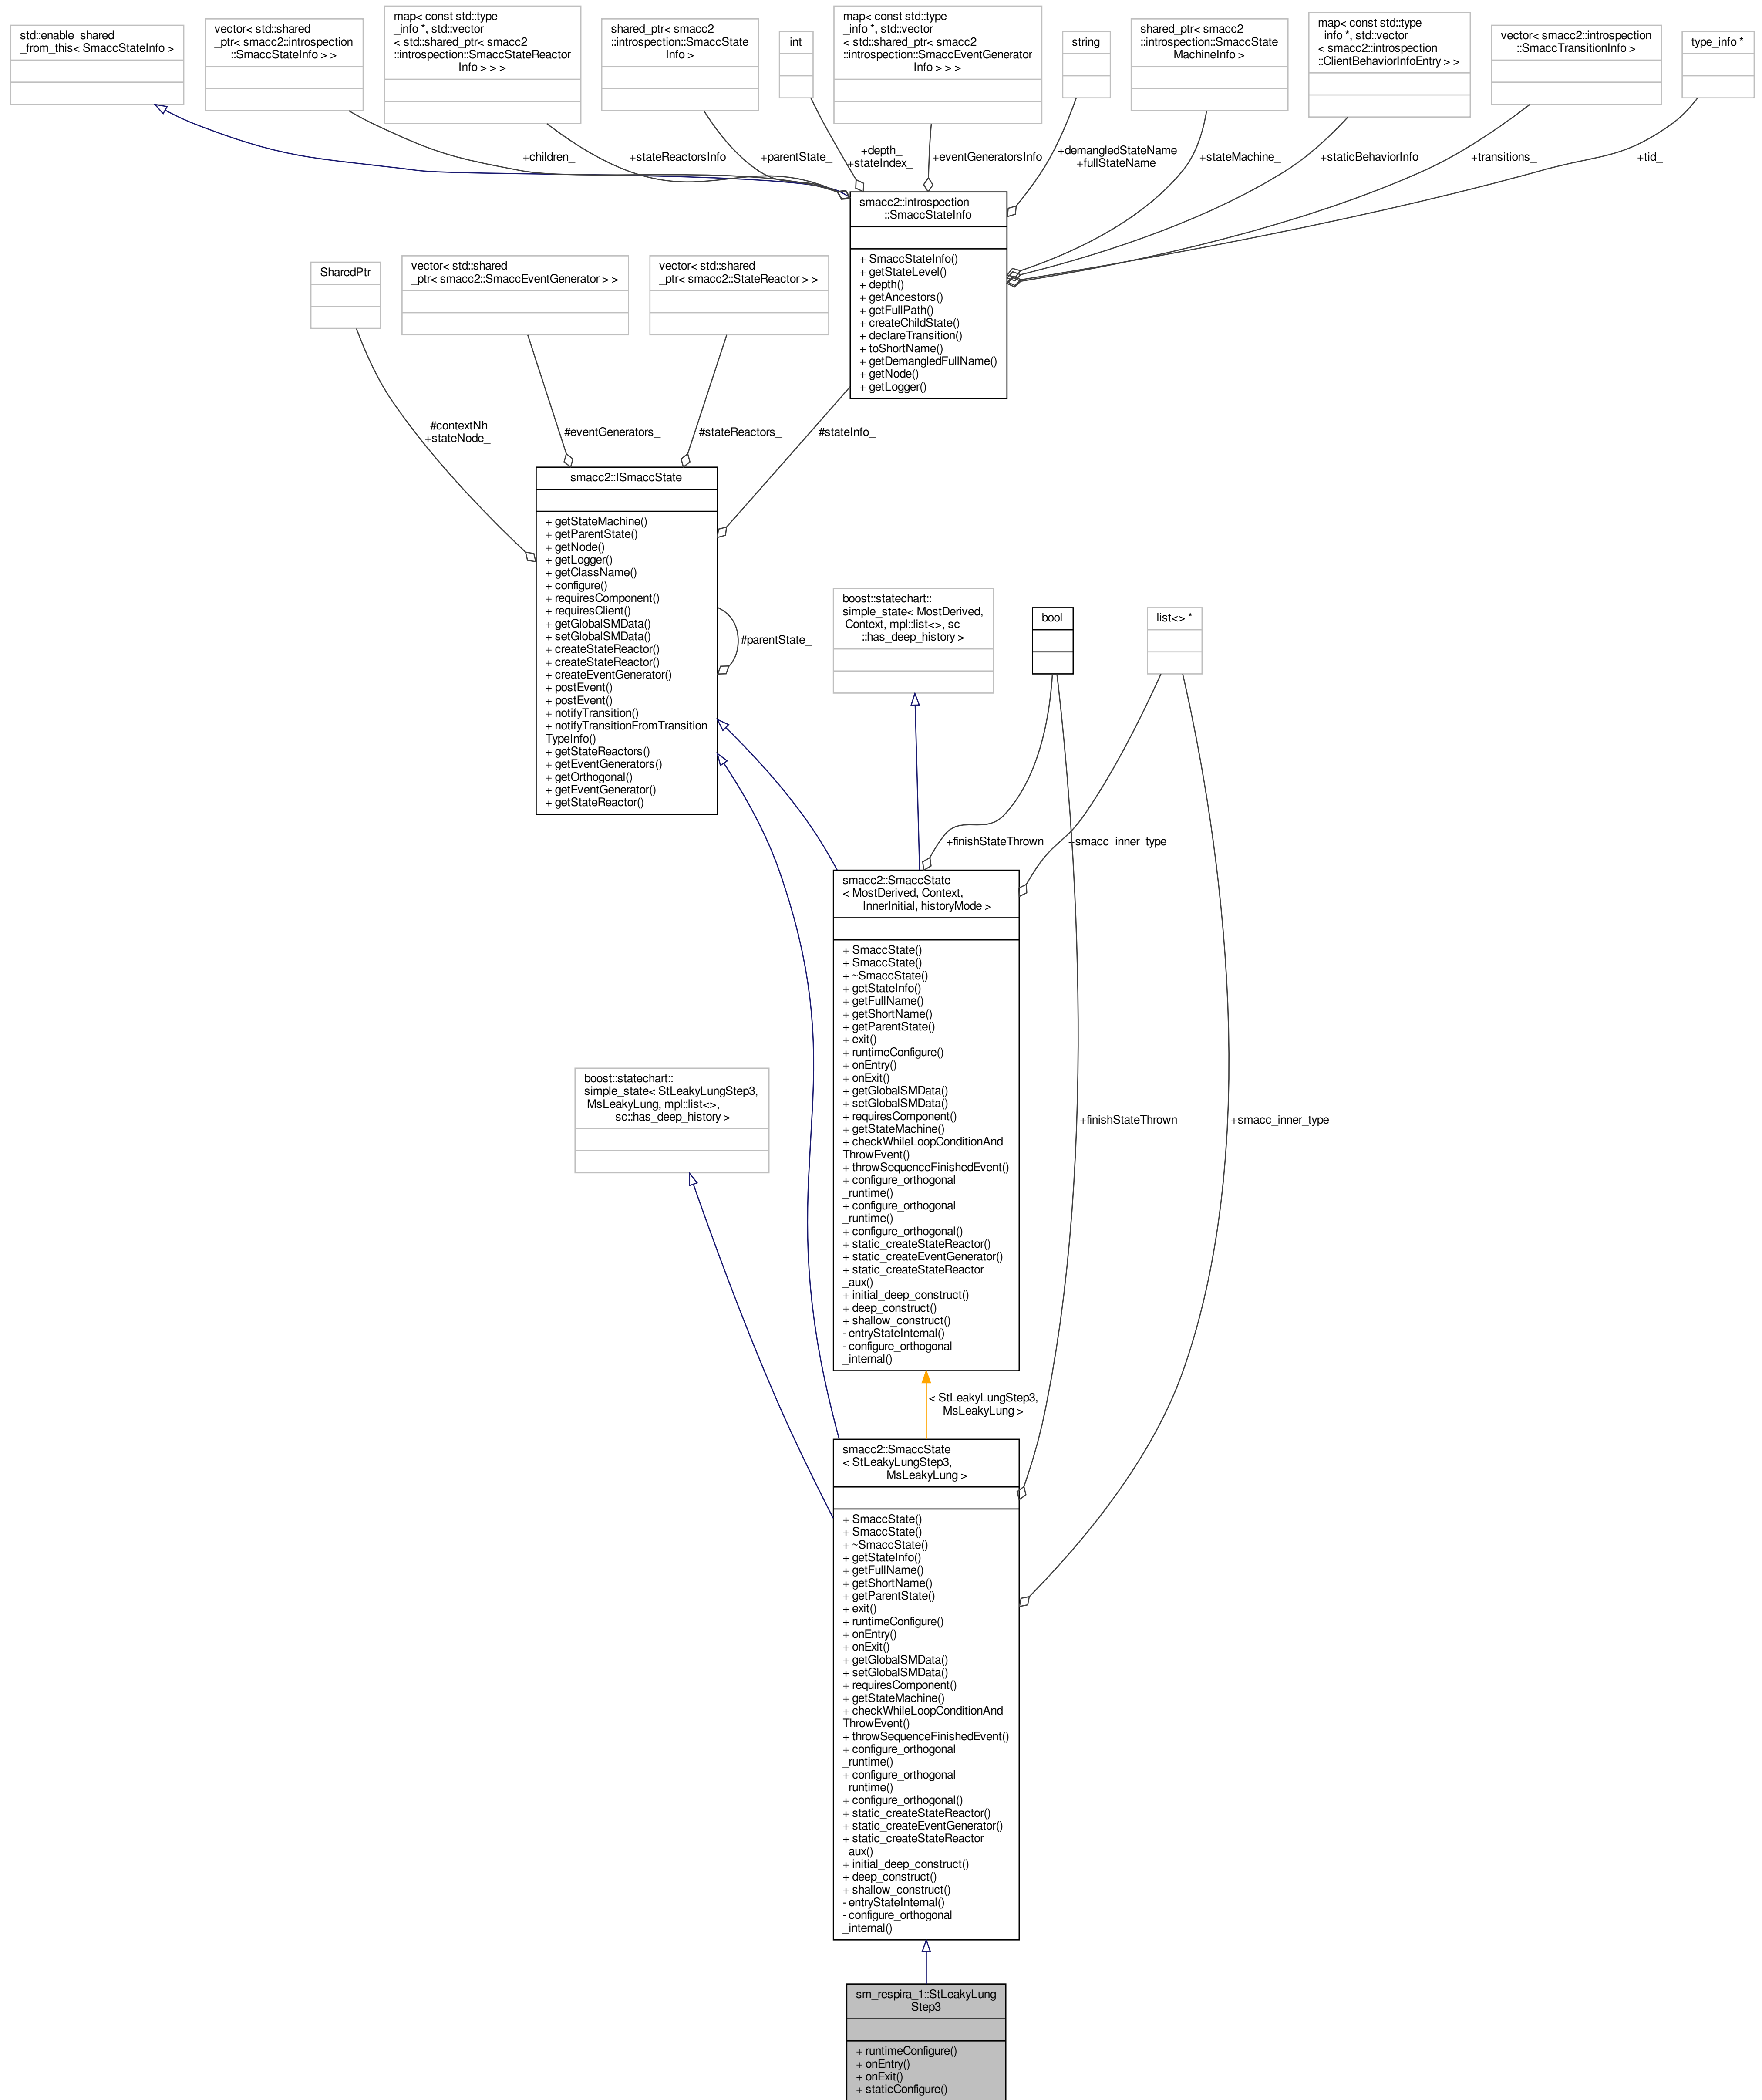 std::enable_shared
_from_this< SmaccStateInfo >
vector< std::shared
_ptr< smacc2::introspection
::SmaccStateInfo > >
map< const std::type
_info *, std::vector
< std::shared_ptr< smacc2
::introspection::SmaccStateReactor
Info > > >
shared_ptr< smacc2
::introspection::SmaccState
Info >
int
map< const std::type
_info *, std::vector
< std::shared_ptr< smacc2
::introspection::SmaccEventGenerator
Info > > >
string
shared_ptr< smacc2
::introspection::SmaccState
MachineInfo >
map< const std::type
_info *, std::vector
< smacc2::introspection
::ClientBehaviorInfoEntry > >
vector< smacc2::introspection
::SmaccTransitionInfo >
type_info *
+children_
+stateReactorsInfo
+parentState_
+depth_
+stateIndex_
+eventGeneratorsInfo
+demangledStateName
+fullStateName
+stateMachine_
+staticBehaviorInfo
+transitions_
+tid_
smacc2::introspection
::SmaccStateInfo
+ SmaccStateInfo()
+ getStateLevel()
+ depth()
+ getAncestors()
+ getFullPath()
+ createChildState()
+ declareTransition()
+ toShortName()
+ getDemangledFullName()
+ getNode()
+ getLogger()
SharedPtr
vector< std::shared
_ptr< smacc2::SmaccEventGenerator > >
vector< std::shared
_ptr< smacc2::StateReactor > >
#contextNh
+stateNode_
#eventGenerators_
#stateReactors_
#stateInfo_
smacc2::ISmaccState
+ getStateMachine()
+ getParentState()
+ getNode()
+ getLogger()
+ getClassName()
+ configure()
+ requiresComponent()
+ requiresClient()
+ getGlobalSMData()
+ setGlobalSMData()
+ createStateReactor()
+ createStateReactor()
+ createEventGenerator()
+ postEvent()
+ postEvent()
+ notifyTransition()
+ notifyTransitionFromTransition
TypeInfo()
+ getStateReactors()
+ getEventGenerators()
+ getOrthogonal()
+ getEventGenerator()
+ getStateReactor()
#parentState_
boost::statechart::
simple_state< MostDerived,
Context, mpl::list<>, sc
::has_deep_history >
bool
list<> *
+finishStateThrown
+smacc_inner_type
smacc2::SmaccState
< MostDerived, Context,
InnerInitial, historyMode >
+ SmaccState()
+ SmaccState()
+ ~SmaccState()
+ getStateInfo()
+ getFullName()
+ getShortName()
+ getParentState()
+ exit()
+ runtimeConfigure()
+ onEntry()
+ onExit()
+ getGlobalSMData()
+ setGlobalSMData()
+ requiresComponent()
+ getStateMachine()
+ checkWhileLoopConditionAnd
ThrowEvent()
+ throwSequenceFinishedEvent()
+ configure_orthogonal
_runtime()
+ configure_orthogonal
_runtime()
+ configure_orthogonal()
+ static_createStateReactor()
+ static_createEventGenerator()
+ static_createStateReactor
_aux()
+ initial_deep_construct()
+ deep_construct()
+ shallow_construct()
- entryStateInternal()
- configure_orthogonal
_internal()
boost::statechart::
simple_state< StLeakyLungStep3,
MsLeakyLung, mpl::list<>,
sc::has_deep_history >
+finishStateThrown
+smacc_inner_type
< StLeakyLungStep3,
MsLeakyLung >
smacc2::SmaccState
< StLeakyLungStep3,
MsLeakyLung >
+ SmaccState()
+ SmaccState()
+ ~SmaccState()
+ getStateInfo()
+ getFullName()
+ getShortName()
+ getParentState()
+ exit()
+ runtimeConfigure()
+ onEntry()
+ onExit()
+ getGlobalSMData()
+ setGlobalSMData()
+ requiresComponent()
+ getStateMachine()
+ checkWhileLoopConditionAnd
ThrowEvent()
+ throwSequenceFinishedEvent()
+ configure_orthogonal
_runtime()
+ configure_orthogonal
_runtime()
+ configure_orthogonal()
+ static_createStateReactor()
+ static_createEventGenerator()
+ static_createStateReactor
_aux()
+ initial_deep_construct()
+ deep_construct()
+ shallow_construct()
- entryStateInternal()
- configure_orthogonal
_internal()
sm_respira_1::StLeakyLung
Step3
+ runtimeConfigure()
+ onEntry()
+ onExit()
+ staticConfigure()